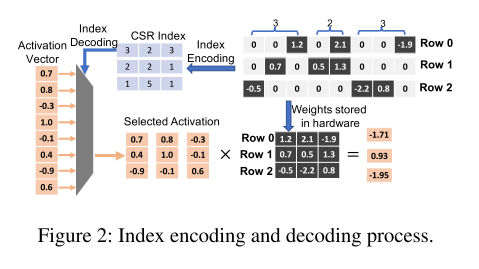 3 2 3
Index Decoding
CSR Index
Activation Vector
3 2 3
2 2 1
1 5 1
Index Encoding
0 0 1.2 0 2.1 0 0 -1.9 Row 0
0 0.7 0 0.5 1.3 0 0 0 Row 1
-0.5 0 0 0 0 -2.2 0.8 0 Row 2
Weights stored in hardware
0.7
0.8
-0.3
1.0
-0.1
0.4
-0.9
0.6
Selected Activation
0.7 0.8 -0.3
0.4 1.0 -0.1
-0.9 -0.1 0.6
×
Row 0 1.2 2.1 -1.9
Row 1 0.7 0.5 1.3
Row 2 -0.5 -2.2 0.8
=
-1.71
0.93
-1.95
Figure 2: Index encoding and decoding process.